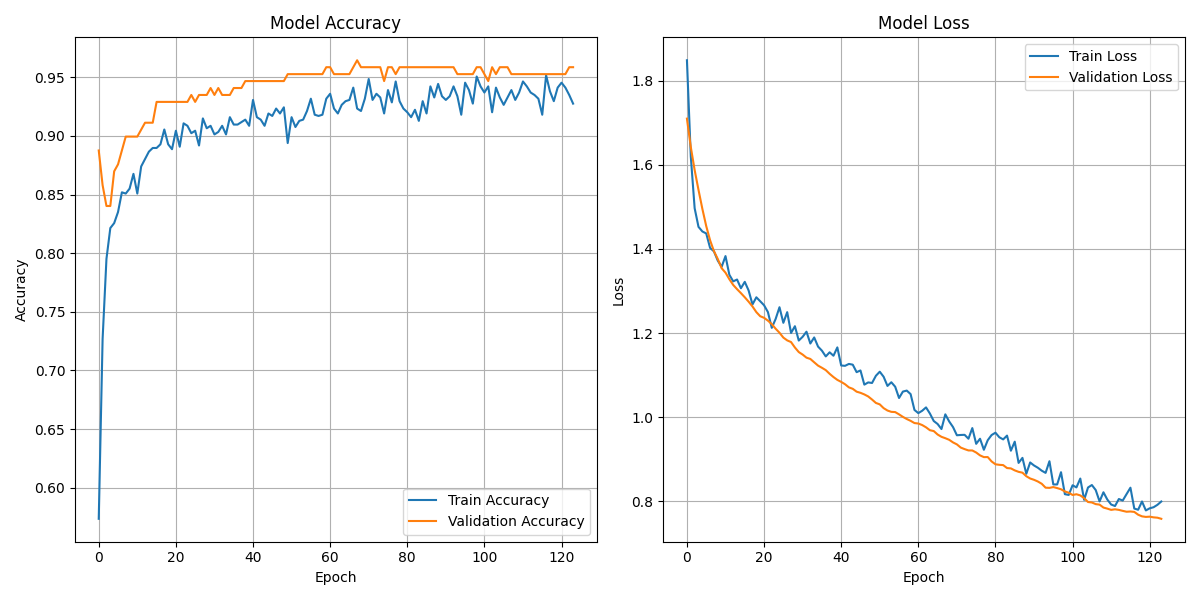 Model Accuracy
Accuracy
0.95
0.90
0.85
0.80
0.75
0.70
0.65
0.60
0
20
40
60
80
100
120
Epoch
Train Accuracy
Validation Accuracy
Model Loss
Loss
1.8
1.6
1.4
1.2
1.0
0.8
0
20
40
60
80
100
120
Epoch
Train Loss
Validation Loss